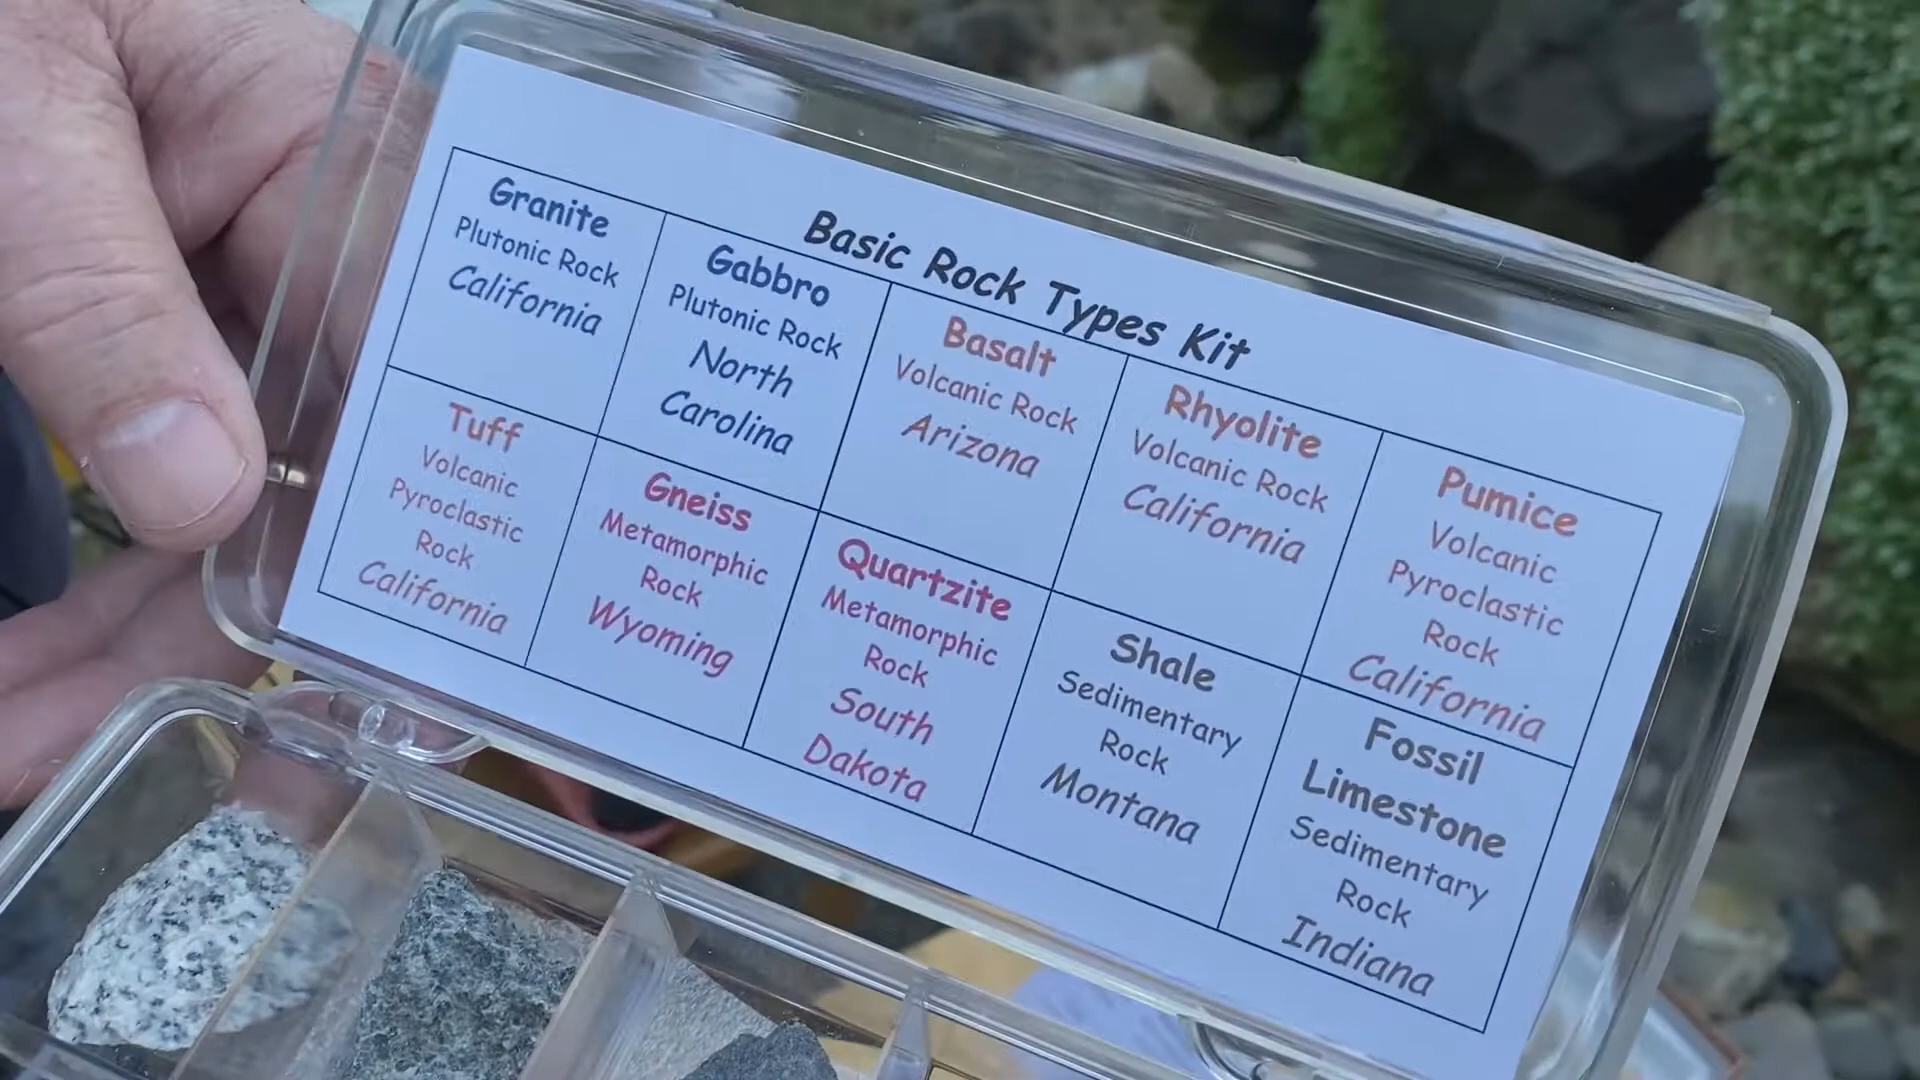 Basic Rock Types Kit
Granite
Plutonic Rock
California
Gabbro
Plutonic Rock
North
Carolina
Basalt
Volcanic Rock
Arizona
Rhyolite
Volcanic Rock
California
Pumice
Volcanic
Pyroclastic
Rock
California
Tuff
Volcanic
Pyroclastic
Rock
California
Gneiss
Metamorphic
Rock
Wyoming
Quartzite
Metamorphic
Rock
South
Dakota
Shale
Sedimentary
Rock
Montana
Fossil
Limestone
Sedimentary
Rock
Indiana